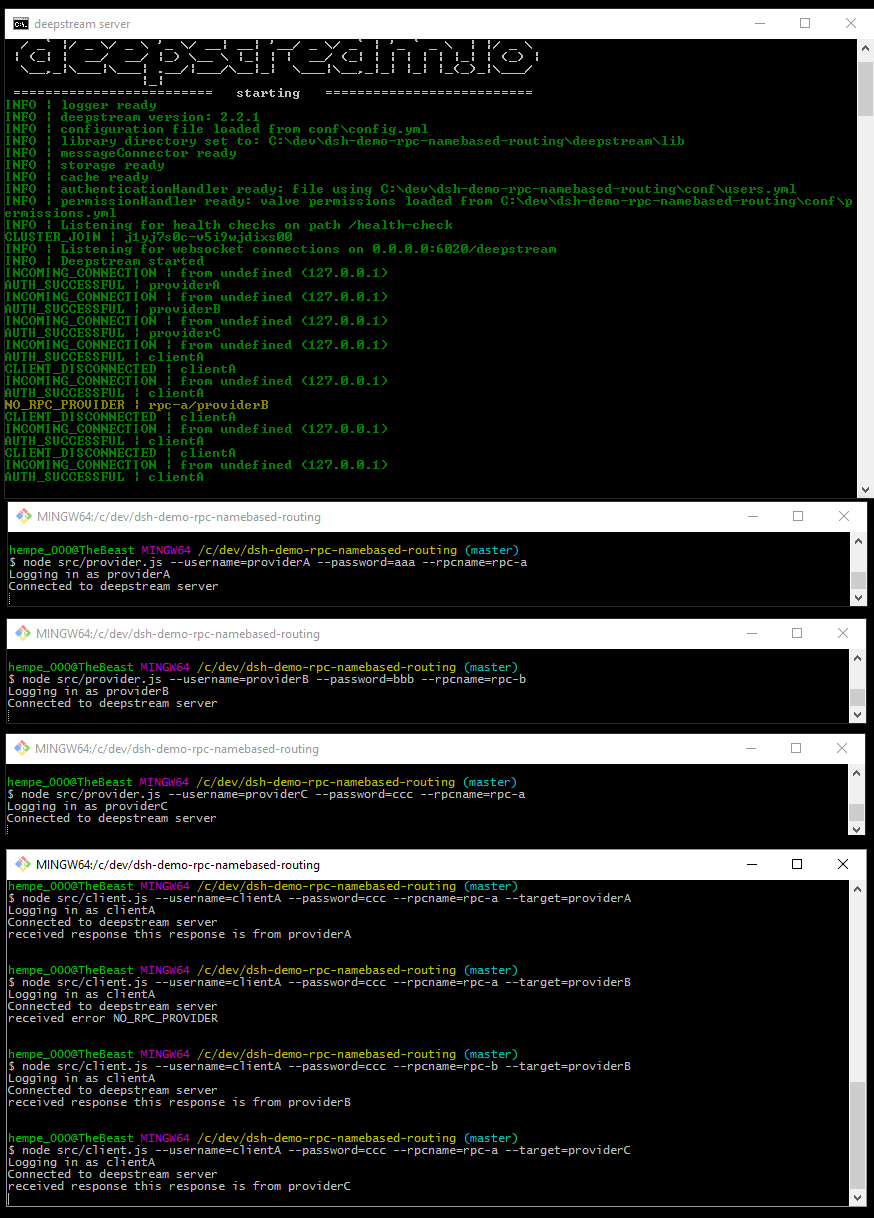 deepstream server
deepstream.io
========================= starting ==========================
INFO ¦ logger ready
INFO ¦ deepstream version: 2.2.1
INFO ¦ configuration file loaded from conf\config.yml
INFO ¦ library directory set to: C:\dev\dsh-demo-rpc-namebased-routing\deepstream\lib
INFO ¦ messageConnector ready
INFO ¦ storage ready
INFO ¦ cache ready
INFO ¦ authenticationHandler ready: file using C:\dev\dsh-demo-rpc-namebased-routing\conf\users.yml
INFO ¦ permissionHandler ready: valve permissions loaded from C:\dev\dsh-demo-rpc-namebased-routing\conf\p
ermissions.yml
INFO ¦ Listening for health checks on path /health-check
CLUSTER_JOIN ¦ j1yj7s0c-v5i9wjdixs00
INFO ¦ Listening for websocket connections on 0.0.0.0:6020/deepstream
INFO ¦ Deepstream started
INCOMING_CONNECTION ¦ from undefined (127.0.0.1)
AUTH_SUCCESSFUL ¦ providerA
INCOMING_CONNECTION ¦ from undefined (127.0.0.1)
AUTH_SUCCESSFUL ¦ providerB
INCOMING_CONNECTION ¦ from undefined (127.0.0.1)
AUTH_SUCCESSFUL ¦ providerC
INCOMING_CONNECTION ¦ from undefined (127.0.0.1)
AUTH_SUCCESSFUL ¦ clientA
CLIENT_DISCONNECTED ¦ clientA
INCOMING_CONNECTION ¦ from undefined (127.0.0.1)
AUTH_SUCCESSFUL ¦ clientA
NO_RPC_PROVIDER ¦ rpc-a/providerB
CLIENT_DISCONNECTED ¦ clientA
INCOMING_CONNECTION ¦ from undefined (127.0.0.1)
AUTH_SUCCESSFUL ¦ clientA
CLIENT_DISCONNECTED ¦ clientA
INCOMING_CONNECTION ¦ from undefined (127.0.0.1)
AUTH_SUCCESSFUL ¦ clientA
MINGW64:/c/dev/dsh-demo-rpc-namebased-routing
hempe_000@TheBeast MINGW64 /c/dev/dsh-demo-rpc-namebased-routing (master)
$ node src/provider.js --username=providerA --password=aaa --rpcname=rpc-a
Logging in as providerA
Connected to deepstream server
MINGW64:/c/dev/dsh-demo-rpc-namebased-routing
hempe_000@TheBeast MINGW64 /c/dev/dsh-demo-rpc-namebased-routing (master)
$ node src/provider.js --username=providerB --password=bbb --rpcname=rpc-b
Logging in as providerB
Connected to deepstream server
MINGW64:/c/dev/dsh-demo-rpc-namebased-routing
hempe_000@TheBeast MINGW64 /c/dev/dsh-demo-rpc-namebased-routing (master)
$ node src/provider.js --username=providerC --password=ccc --rpcname=rpc-a
Logging in as providerC
Connected to deepstream server
MINGW64:/c/dev/dsh-demo-rpc-namebased-routing
hempe_000@TheBeast MINGW64 /c/dev/dsh-demo-rpc-namebased-routing (master)
$ node src/client.js --username=clientA --password=ccc --rpcname=rpc-a --target=providerA
Logging in as clientA
Connected to deepstream server
received response this response is from providerA
hempe_000@TheBeast MINGW64 /c/dev/dsh-demo-rpc-namebased-routing (master)
$ node src/client.js --username=clientA --password=ccc --rpcname=rpc-a --target=providerB
Logging in as clientA
Connected to deepstream server
received error NO_RPC_PROVIDER
hempe_000@TheBeast MINGW64 /c/dev/dsh-demo-rpc-namebased-routing (master)
$ node src/client.js --username=clientA --password=ccc --rpcname=rpc-b --target=providerB
Logging in as clientA
Connected to deepstream server
received response this response is from providerB
hempe_000@TheBeast MINGW64 /c/dev/dsh-demo-rpc-namebased-routing (master)
$ node src/client.js --username=clientA --password=ccc --rpcname=rpc-a --target=providerC
Logging in as clientA
Connected to deepstream server
received response this response is from providerC